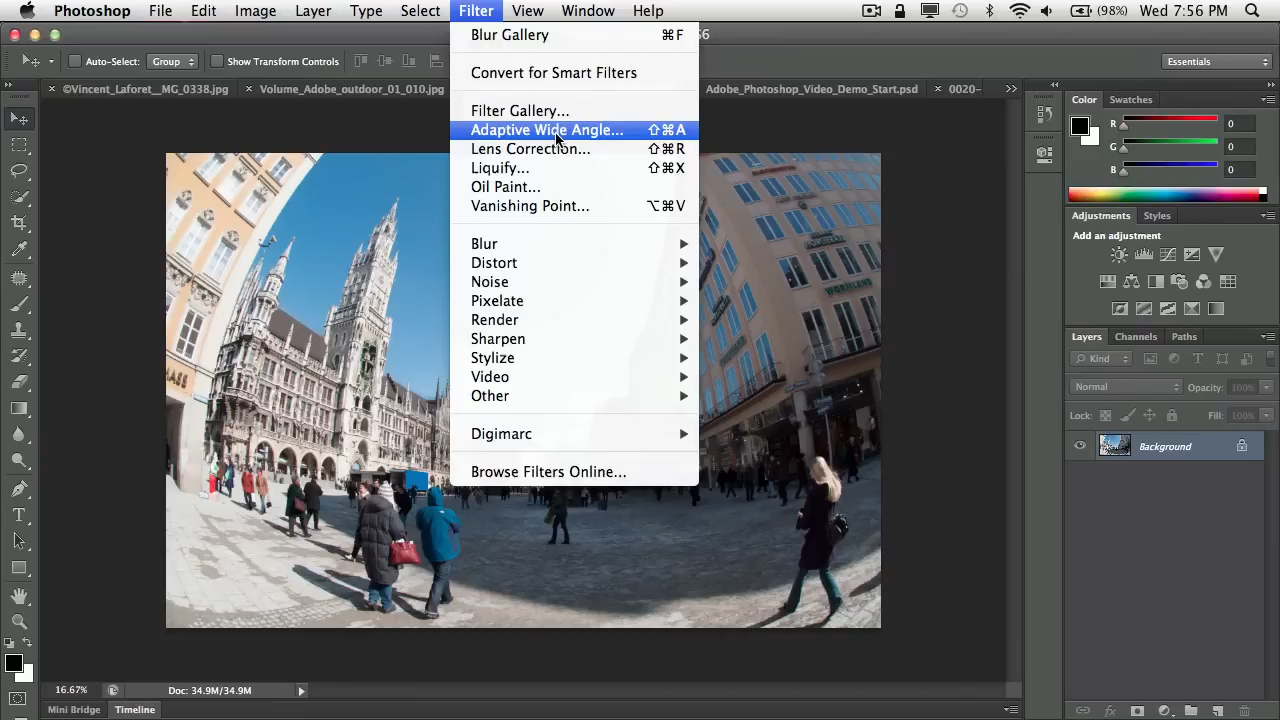 Photoshop File Edit Image Layer Type Select Filter View Window Help (98%) Wed 7:56 PM
Blur Gallery ⌘F
6
Auto-Select: Group Show Transform Controls
Essentials
Convert for Smart Filters
©Vincent_Laforet__MG_0338.jpg Volume_Adobe_outdoor_01_010.jpg Adobe_Photoshop_Video_Demo_Start.psd 0020-
Color Swatches
Filter Gallery...
Adaptive Wide Angle... ⇧⌘A
Lens Correction... ⇧⌘R
Liquify... ⇧⌘X
Oil Paint...
Vanishing Point... ⌥⌘V
R 0
G 0
B 0
Adjustments Styles
Add an adjustment
Blur
Distort
Noise
Pixelate
Render
Sharpen
Stylize
Video
Other
Digimarc
Browse Filters Online...
WORMLAND
Layers Channels Paths
Kind
Normal Opacity: 100%
Lock: Fill: 100%
Background
16.67% Doc: 34.9M/34.9M
Mini Bridge Timeline